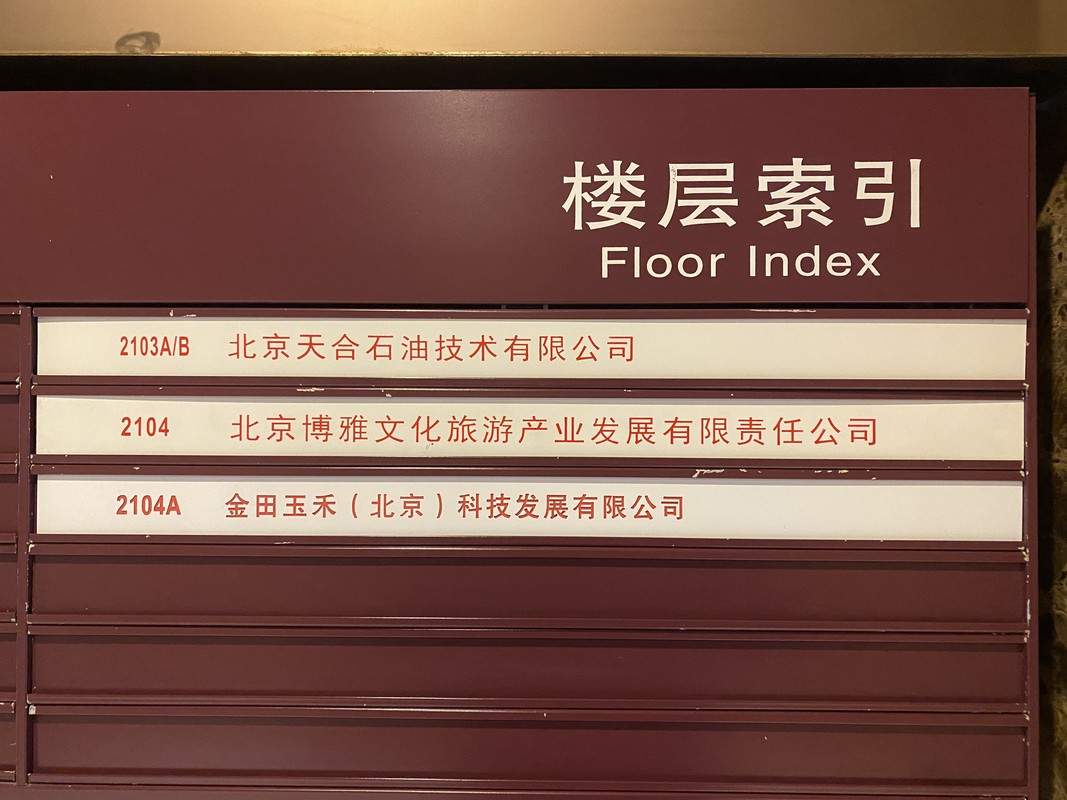 楼层索引
Floor Index
2103A/B 北京天合石油技术有限公司
2104 北京博雅文化旅游产业发展有限责任公司
2104A 金田玉禾（北京）科技发展有限公司